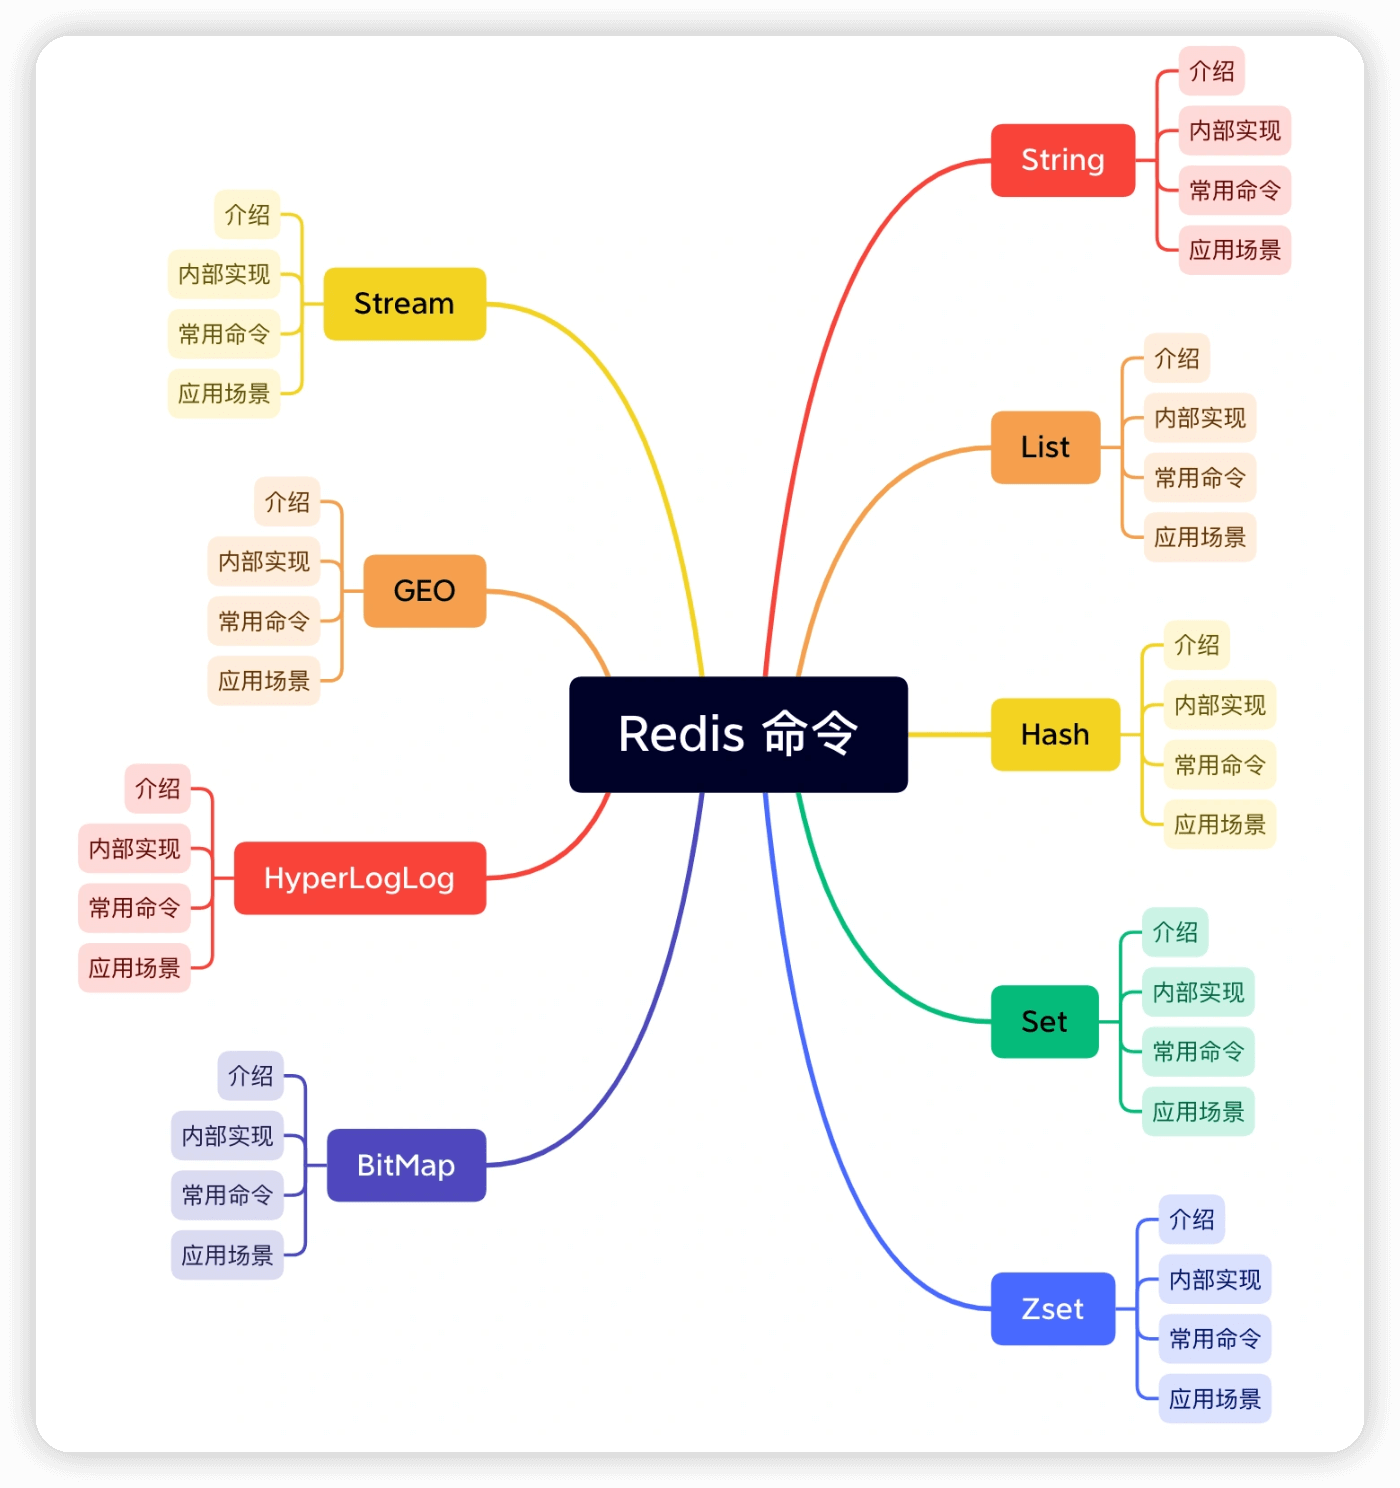 Redis 命令
String
介绍
内部实现
常用命令
应用场景
List
介绍
内部实现
常用命令
应用场景
Hash
介绍
内部实现
常用命令
应用场景
Set
介绍
内部实现
常用命令
应用场景
Zset
介绍
内部实现
常用命令
应用场景
Stream
介绍
内部实现
常用命令
应用场景
GEO
介绍
内部实现
常用命令
应用场景
HyperLogLog
介绍
内部实现
常用命令
应用场景
BitMap
介绍
内部实现
常用命令
应用场景